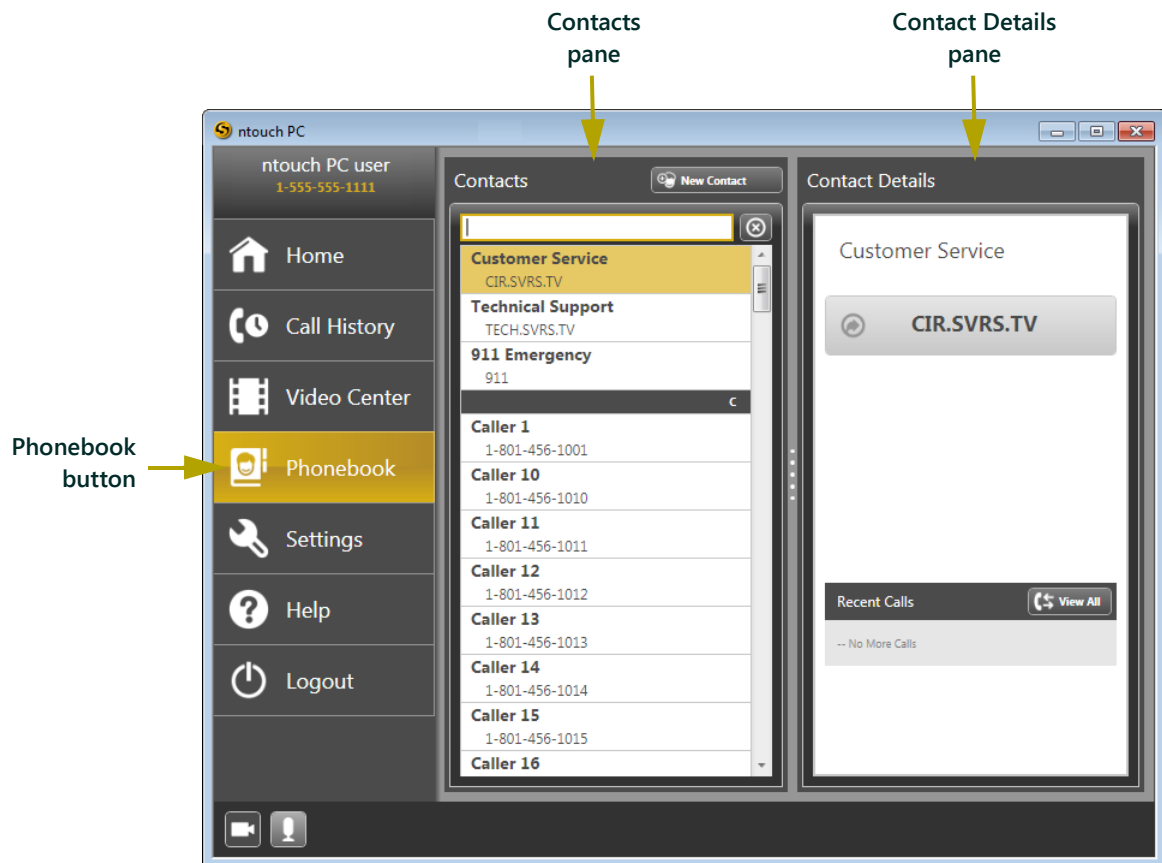 Contacts
pane
Contact Details
pane
ntouch PC
ntouch PC user
1-555-555-1111
Home
Call History
Video Center
Phonebook
button
Phonebook
Settings
Help
Logout
Contacts
New Contact
Customer Service
CIR.SVRS.TV
Technical Support
TECH.SVRS.TV
911 Emergency
911
C
Caller 1
1-801-456-1001
Caller 10
1-801-456-1010
Caller 11
1-801-456-1011
Caller 12
1-801-456-1012
Caller 13
1-801-456-1013
Caller 14
1-801-456-1014
Caller 15
1-801-456-1015
Caller 16
Contact Details
Customer Service
CIR.SVRS.TV
Recent Calls
View All
-- No More Calls